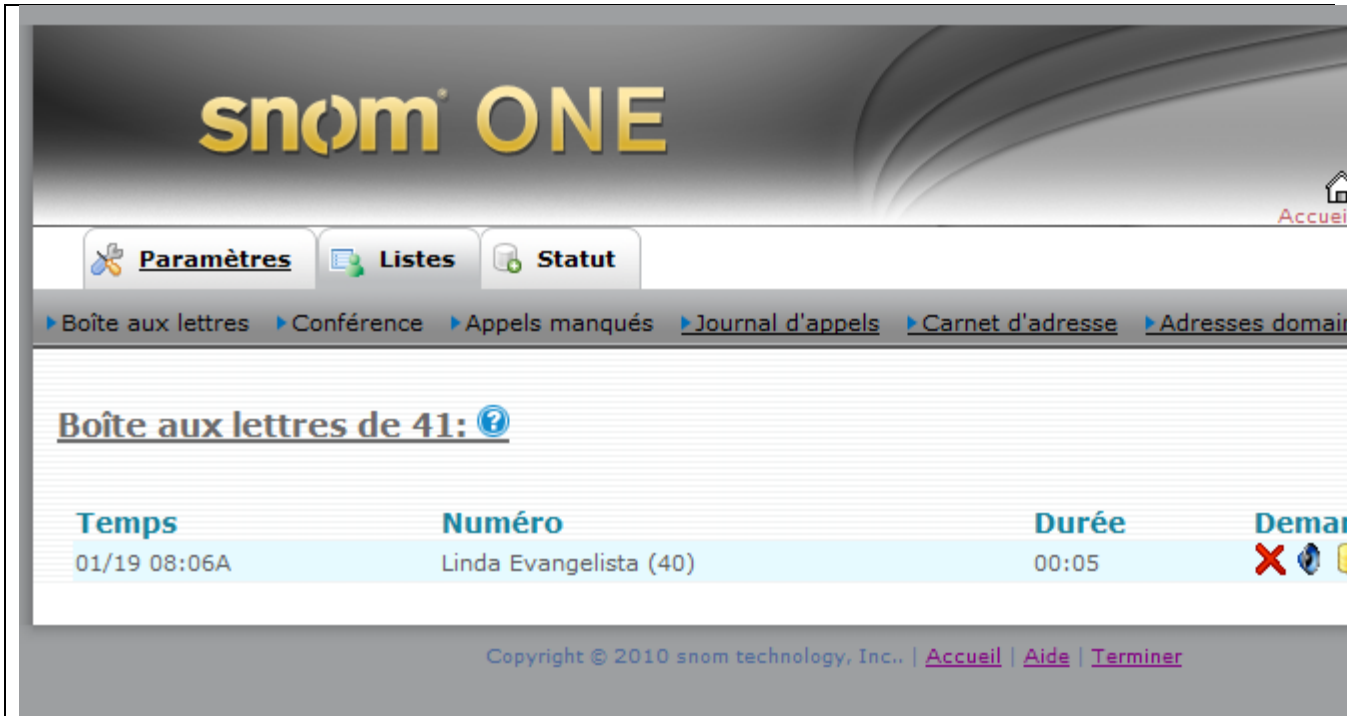 snom ONE
Accuei
Paramètres Listes Statut
Boîte aux lettres Conférence Appels manqués Journal d'appels Carnet d'adresse Adresses domain
Boîte aux lettres de 41:
Temps Numéro Durée Deman
01/19 08:06A Linda Evangelista (40) 00:05
Copyright © 2010 snom technology, Inc.. | Accueil | Aide | Terminer